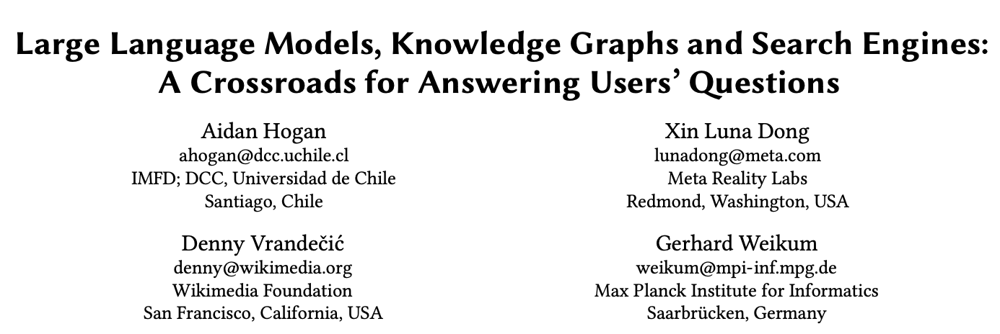 Large Language Models, Knowledge Graphs and Search Engines:
A Crossroads for Answering Users’ Questions
Aidan Hogan
ahogan@dcc.uchile.cl
IMFD; DCC, Universidad de Chile
Santiago, Chile
Xin Luna Dong
lunadong@meta.com
Meta Reality Labs
Redmond, Washington, USA
Denny Vrandečić
denny@wikimedia.org
Wikimedia Foundation
San Francisco, California, USA
Gerhard Weikum
weikum@mpi-inf.mpg.de
Max Planck Institute for Informatics
Saarbrücken, Germany